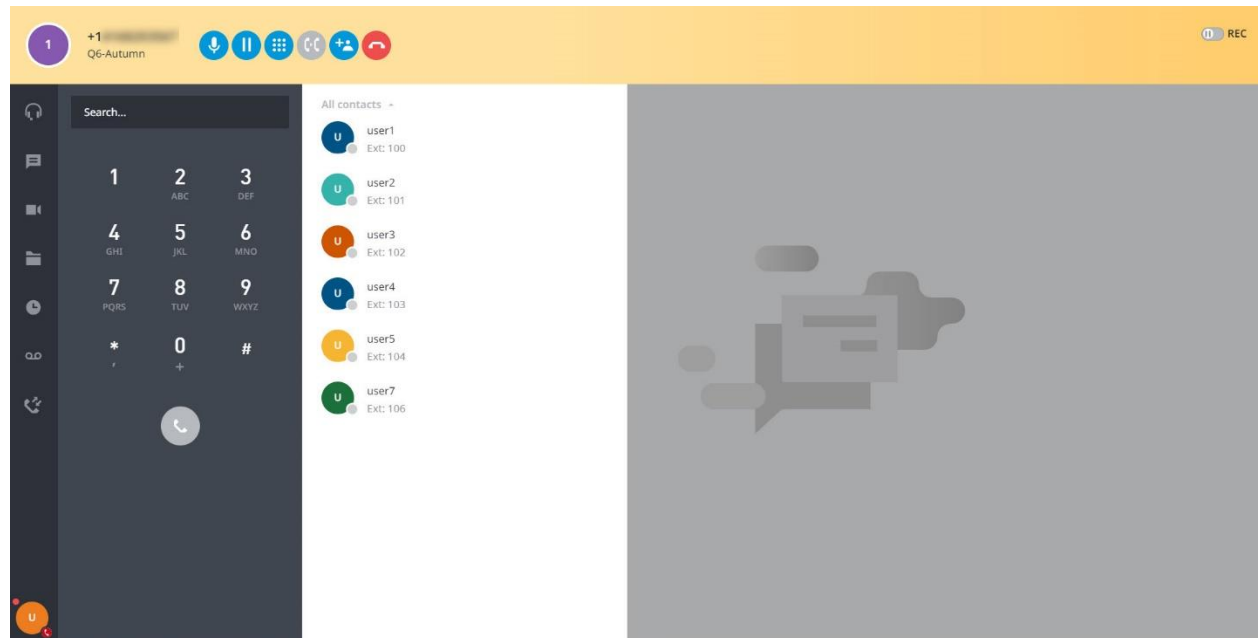 1
+1
Q6-Autumn
REC
Search...
1
2
ABC
3
DEF
4
GHI
5
JKL
6
MNO
7
PQRS
8
TUV
9
WXYZ
*
,
0
+
#
All contacts
U
user1
Ext: 100
U
user2
Ext: 101
U
user3
Ext: 102
U
user4
Ext: 103
U
user5
Ext: 104
U
user7
Ext: 106
U